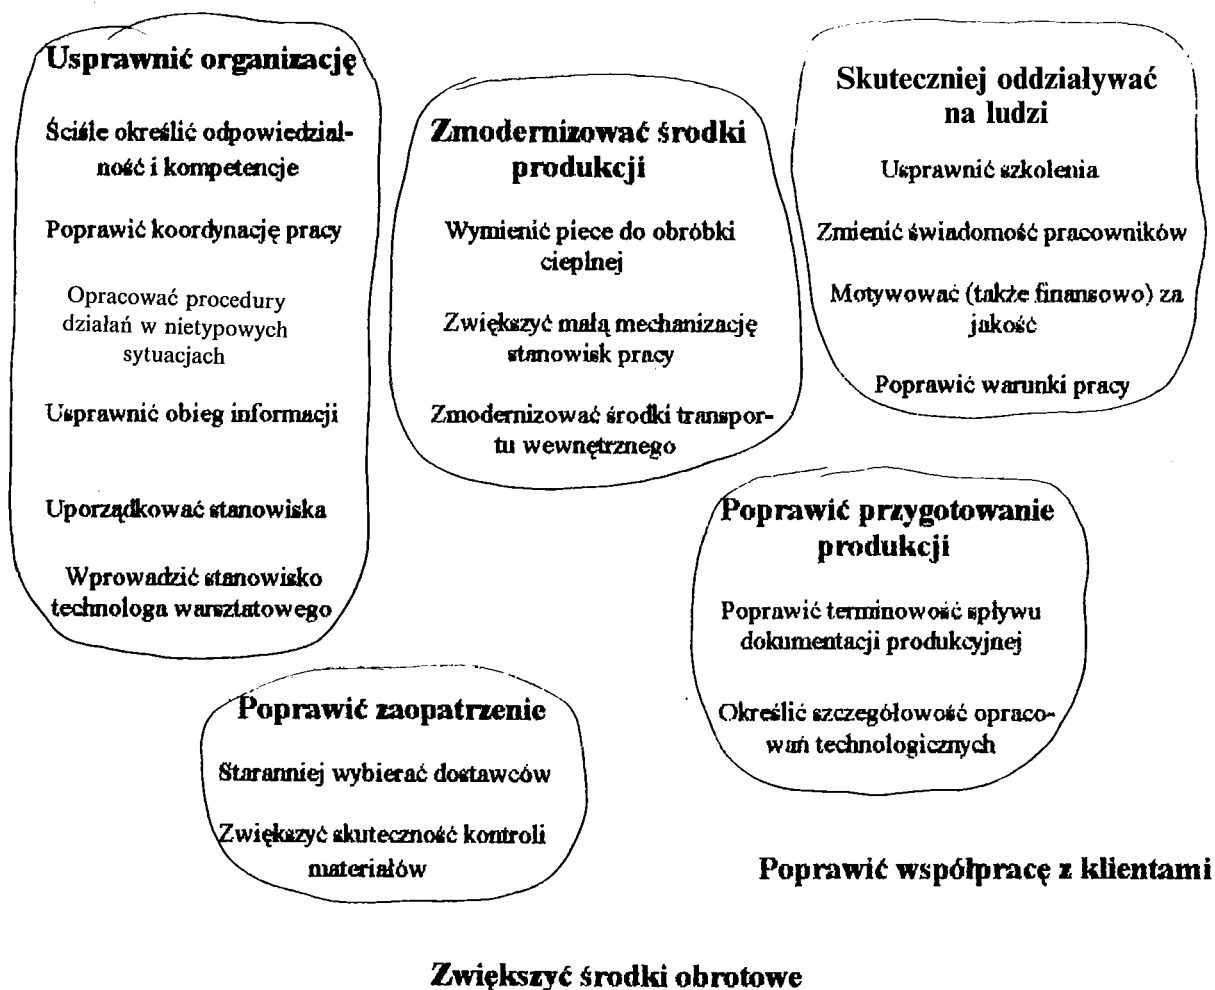 Usprawnić organizację
Ściśle określić odpowiedzial-
ność i kompetencje
Poprawić koordynację pracy
Opracować procedury
działań w nietypowych
sytuacjach
Usprawnić obieg informacji
Uporządkować stanowiska
Wprowadzić stanowisko
technologa warsztatowego
Zmodernizować środki
produkcji
Wymienić piece do obróbki
cieplnej
Zwiększyć małą mechanizację
stanowisk pracy
Zmodernizować środki transpor-
tu wewnętrznego
Skuteczniej oddziaływać
na ludzi
Usprawnić szkolenia
Zmienić świadomość pracowników
Motywować (także finansowo) za
jakość
Poprawić warunki pracy
Poprawić przygotowanie
produkcji
Poprawić terminowość spływu
dokumentacji produkcyjnej
Określić szczegółowość opraco-
wań technologicznych
Poprawić zaopatrzenie
Staranniej wybierać dostawców
Zwiększyć skuteczność kontroli
materiałów
Poprawić współpracę z klientami
Zwiększyć środki obrotowe